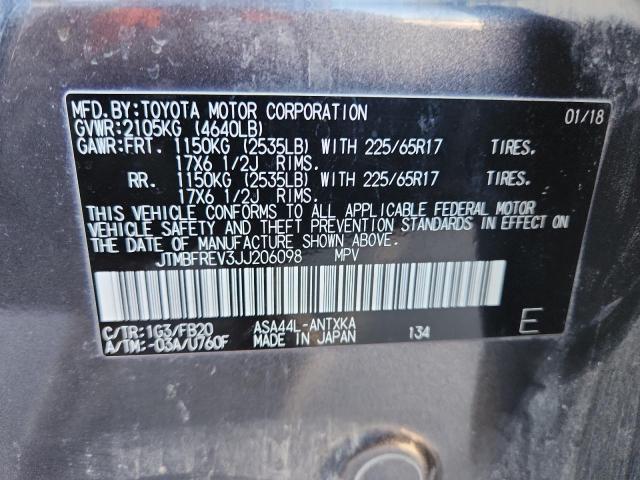 MFD.BY:TOYOTA MOTOR CORPORATION 01/18
GVWR:2105KG (4640LB)
GAWR:FRT. 1150KG (2535LB) WITH 225/65R17 TIRES.
17X6 1/2J RIMS.
RR. 1150KG (2535LB) WITH 225/65R17 TIRES.
17X6 1/2J RIMS.
THIS VEHICLE CONFORMS TO ALL APPLICABLE FEDERAL MOTOR
VEHICLE SAFETY AND THEFT PREVENTION STANDARDS IN EFFECT ON
THE DATE OF MANUFACTURE SHOWN ABOVE.
JTMBFREV3JJ206098 MPV
C/TR:1G3/FB20 ASA44L-ANTXKA 134 E
A/TM:-03A/U760F MADE IN JAPAN